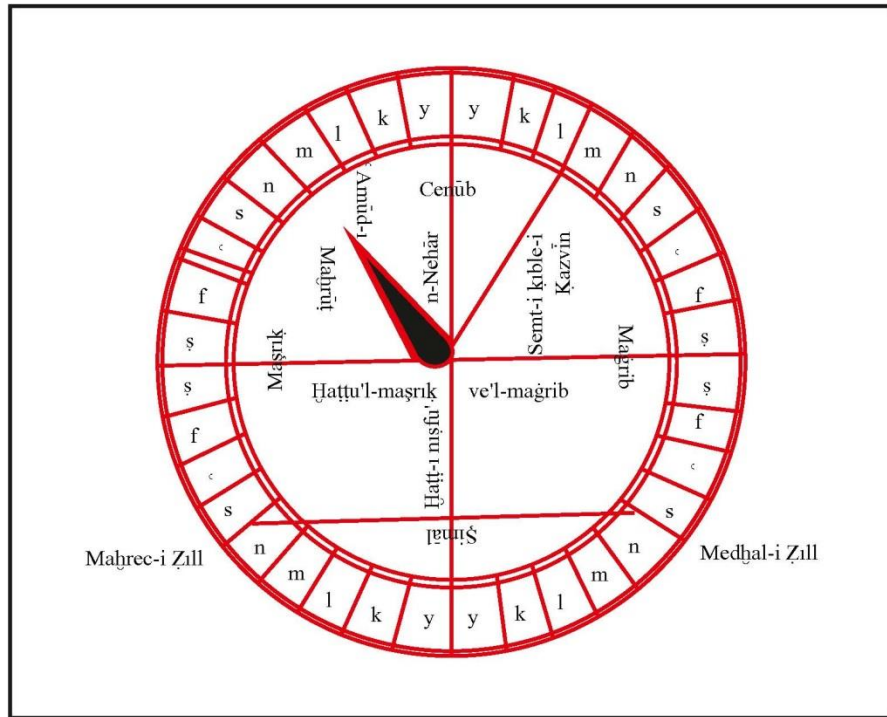 y
y
k
k
l
l
m
m
n
n
s
s
ʿ
ʿ
f
f
ṣ
ṣ
Cenūb
ʿAmūd-ı
Maḫrūṭ
n-Nehār
Semt-i ḳıble-i
Ḳazvīn
Maşrıḳ
Maġrib
Ḫaṭṭu'l-maşrıḳ
ve'l-maġrib
Ḫaṭṭ-ı nıṣfu'
Şimāl
ṣ
ṣ
f
f
ʿ
ʿ
s
s
n
n
m
m
l
l
k
k
y
y
Maḫrec-i Ẓıll
Medḫal-i Ẓıll